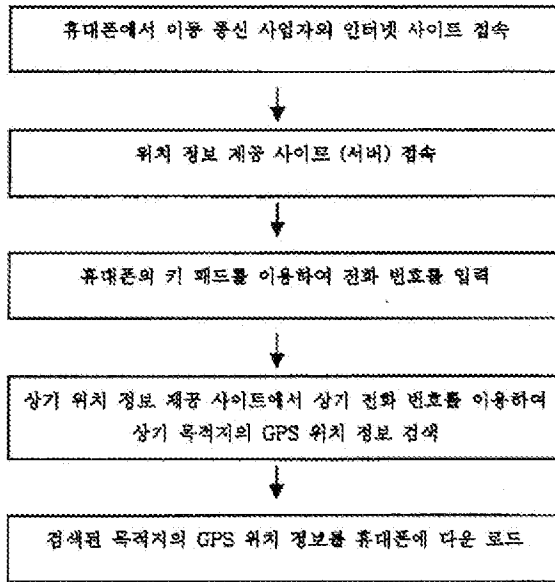 휴대폰에서 이동 통신 사업자의 인터넷 사이트 접속
위치 정보 제공 사이트 (서버) 접속
휴대폰의 키 패드를 이용하여 전화 번호를 입력
상기 위치 정보 제공 사이트에서 상기 전화 번호를 이용하여
상기 목적지의 GPS 위치 정보 검색
검색된 목적지의 GPS 위치 정보를 휴대폰에 다운 로드